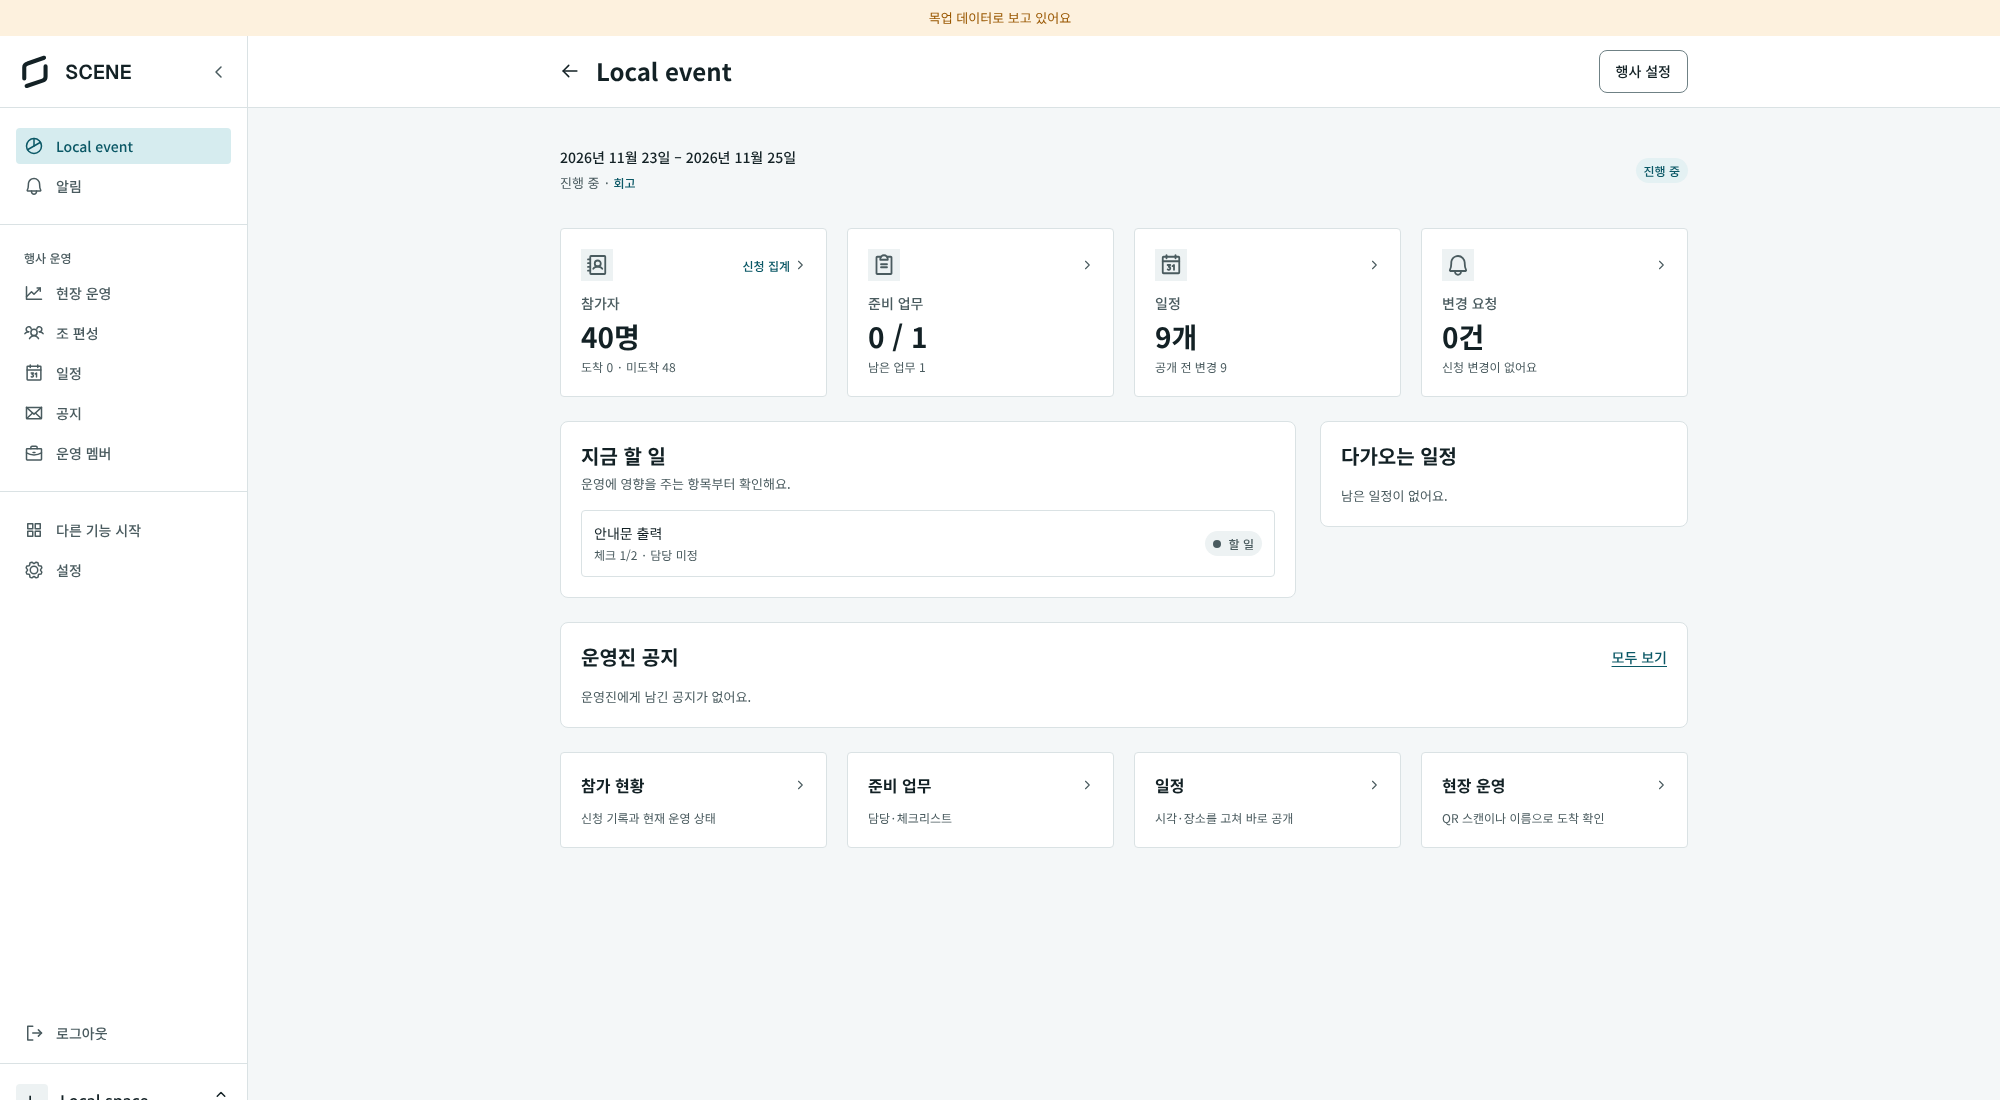 목업 데이터로 보고 있어요
SCENE
Local event
행사 설정
Local event
알림
행사 운영
현장 운영
조 편성
일정
공지
운영 멤버
다른 기능 시작
설정
로그아웃
2026년 11월 23일 – 2026년 11월 25일
진행 중 · 회고
진행 중
신청 집계
참가자
40명
도착 0 · 미도착 48
준비 업무
0 / 1
남은 업무 1
31
일정
9개
공개 전 변경 9
변경 요청
0건
신청 변경이 없어요
지금 할 일
운영에 영향을 주는 항목부터 확인해요.
안내문 출력
체크 1/2 · 담당 미정
할 일
다가오는 일정
남은 일정이 없어요.
운영진 공지
모두 보기
운영진에게 남긴 공지가 없어요.
참가 현황
신청 기록과 현재 운영 상태
준비 업무
담당·체크리스트
일정
시각·장소를 고쳐 바로 공개
현장 운영
QR 스캔이나 이름으로 도착 확인
Local space